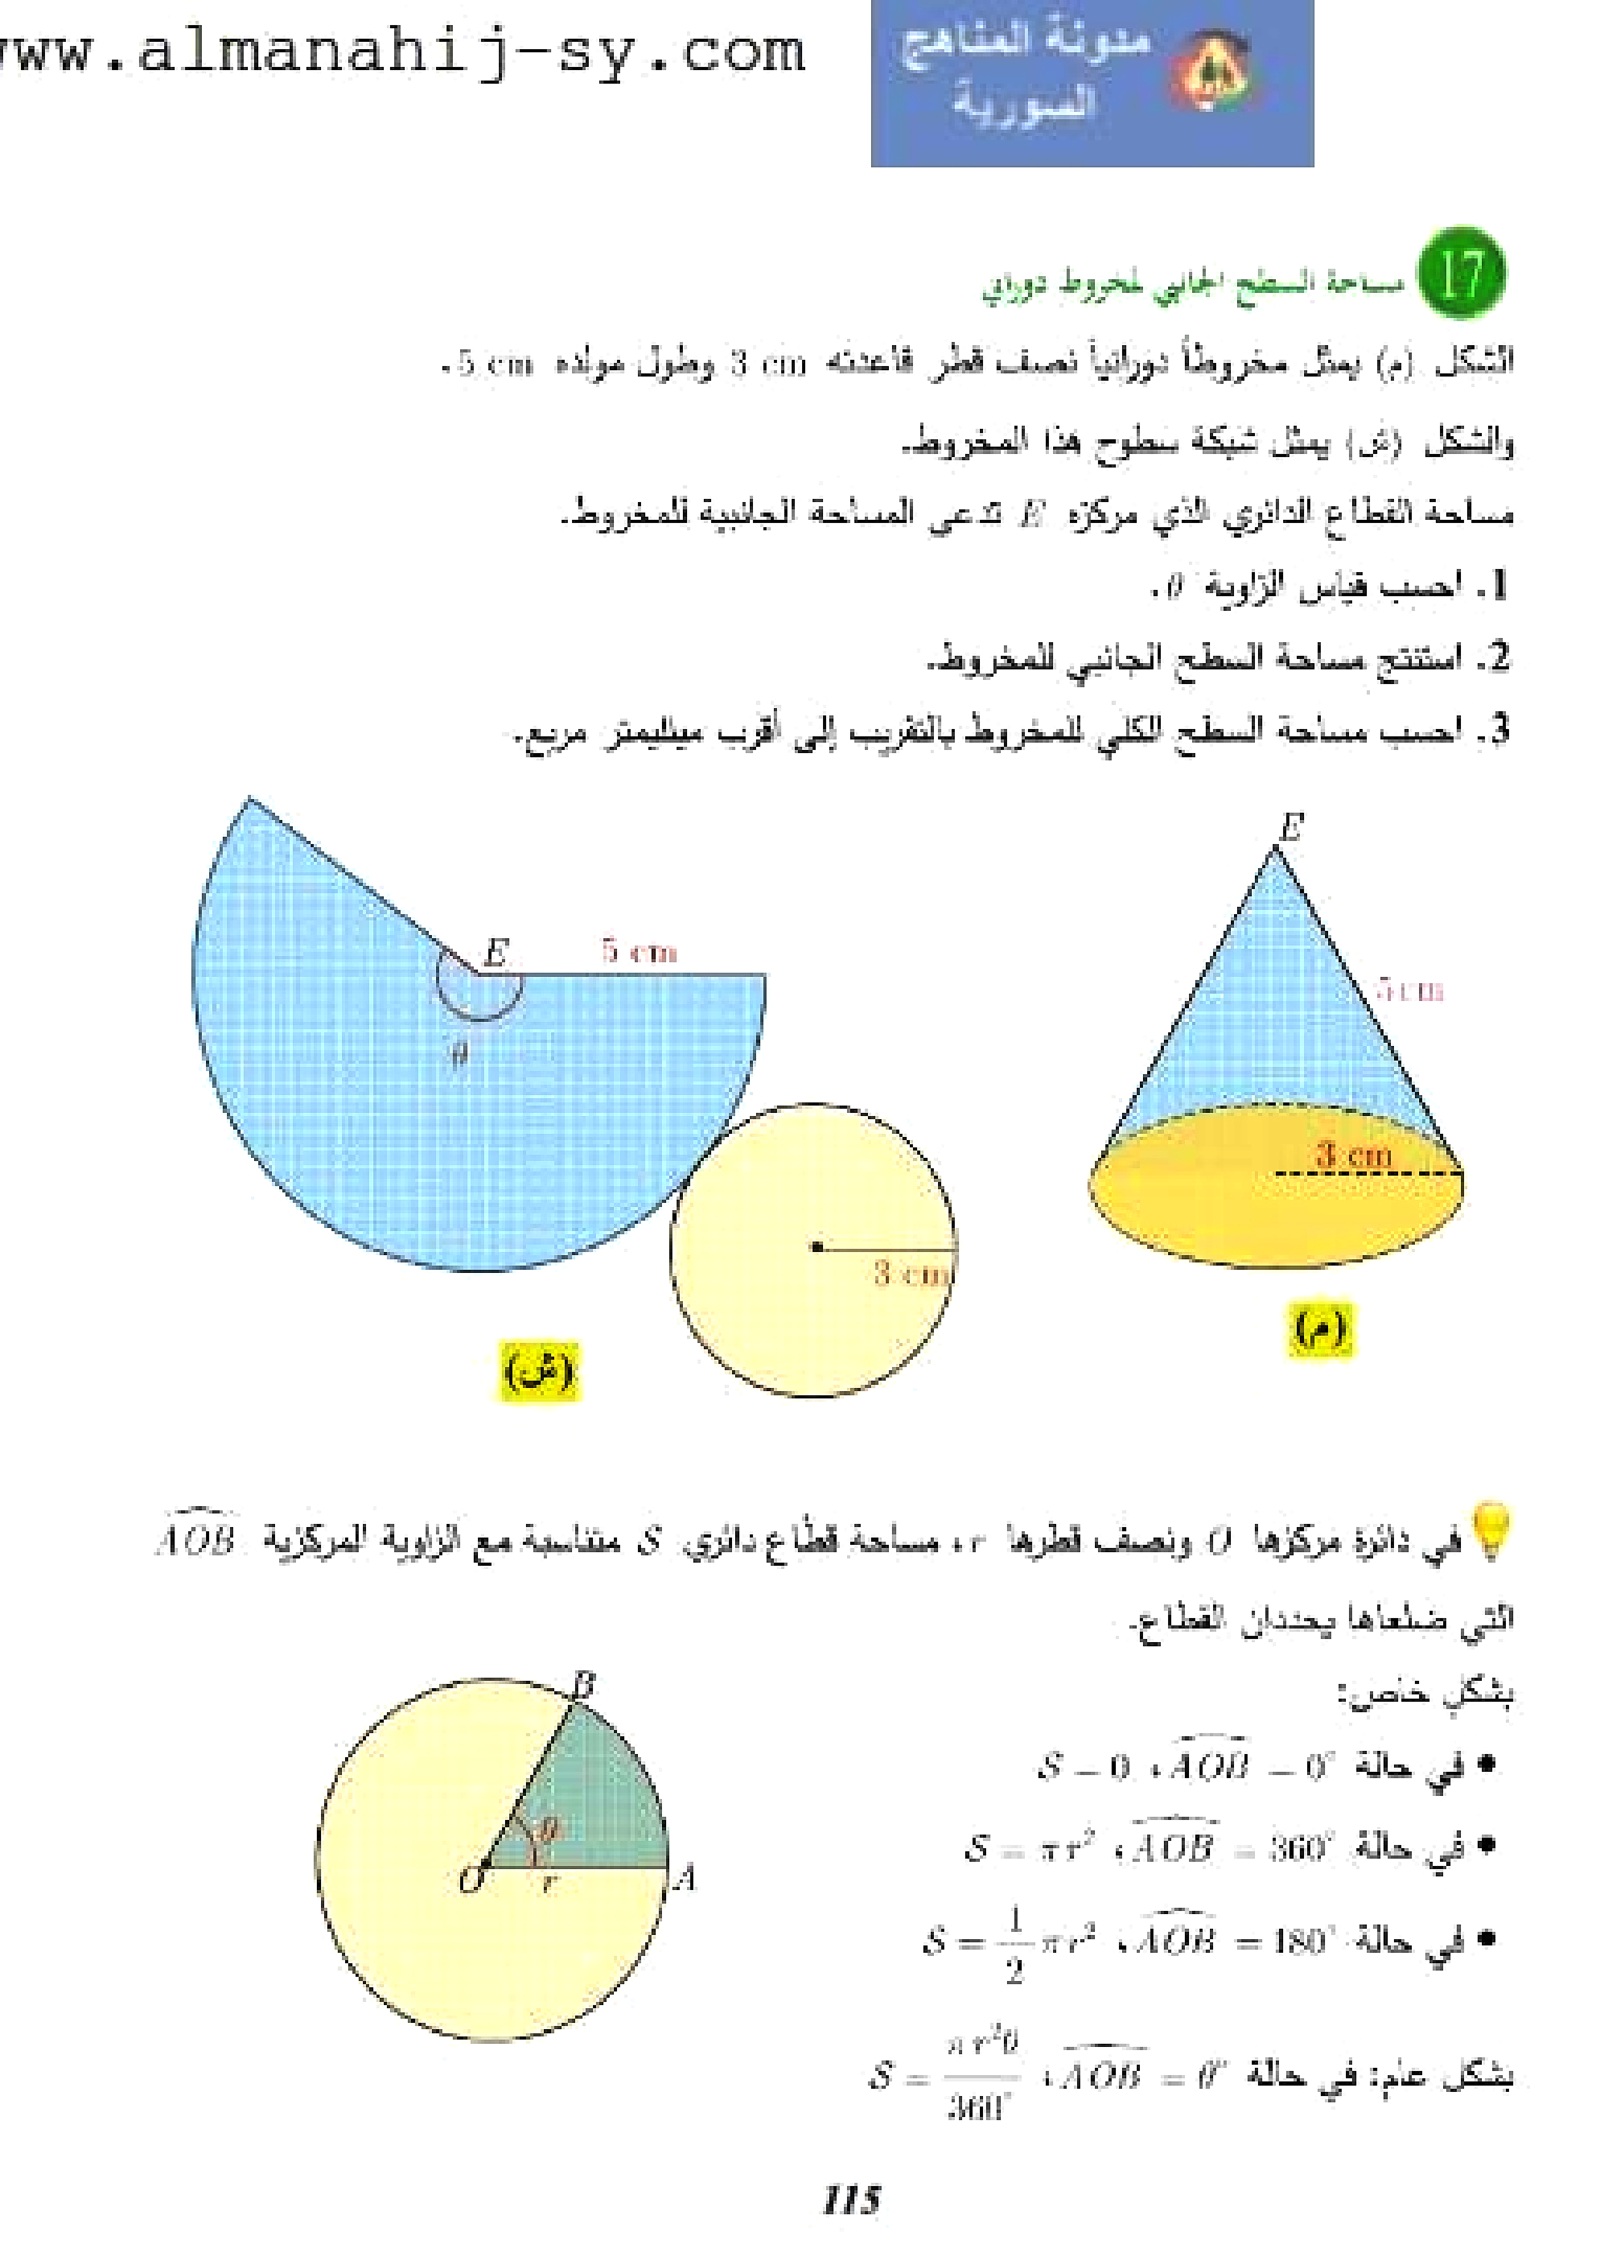 www.almanahij-sy.com
مدونة المناهج
السورية
17 مساحة السطح الجانبي لمخروط دوراني
الشكل (م) يمثل مخروطاً دورانياً نصف قطر قاعدته 3 cm وطول مولده 5 cm.
والشكل (ش) يمثل شبكة سطوح هذا المخروط.
مساحة القطاع الدائري الذي مركزه E تدعى المساحة الجانبية للمخروط.
1. احسب قياس الزاوية θ.
2. استنتج مساحة السطح الجانبي للمخروط.
3. احسب مساحة السطح الكلي للمخروط بالتقريب إلى أقرب ميليمتر مربع.
E
5 cm
3 cm
(م)
E
5 cm
θ
3 cm
(ش)
في دائرة مركزها O ونصف قطرها r، مساحة قطاع دائري S متناسبة مع الزاوية المركزية AOB
التي ضلعاها يحددان القطاع.
بشكل خاص:
• في حالة AOB = 0°، S = 0
• في حالة AOB = 360°، S = πr²
• في حالة AOB = 180°، S = 1/2 πr²
بشكل عام: في حالة AOB = θ°، S = πr²θ/360°
B
θ
O
r
A
115